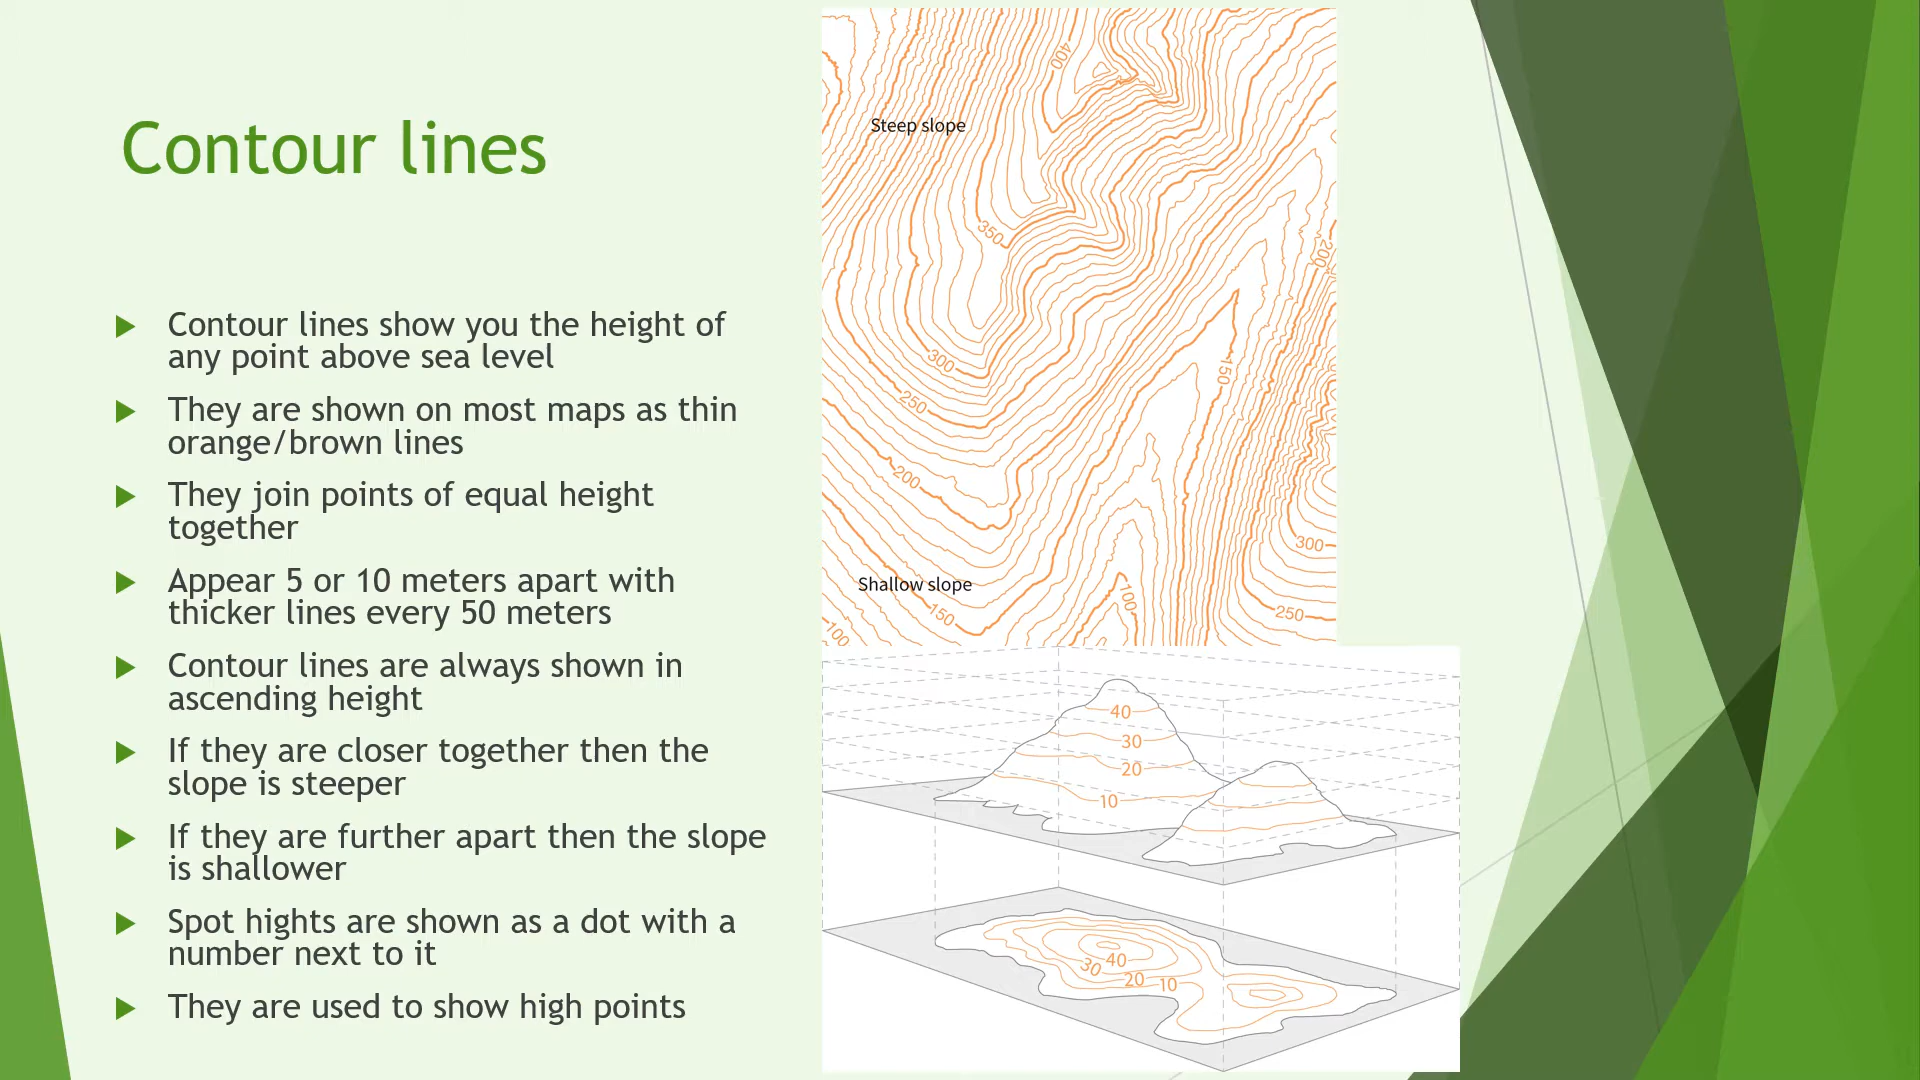 Contour lines
Contour lines show you the height of
any point above sea level
They are shown on most maps as thin
orange/brown lines
They join points of equal height
together
Appear 5 or 10 meters apart with
thicker lines every 50 meters
Contour lines are always shown in
ascending height
If they are closer together then the
slope is steeper
If they are further apart then the slope
is shallower
Spot hights are shown as a dot with a
number next to it
They are used to show high points
400
Steep slope
350
200
300
150
250
200
300
Shallow slope
150
100
250
100
40
30
20
10
40
30
20
10